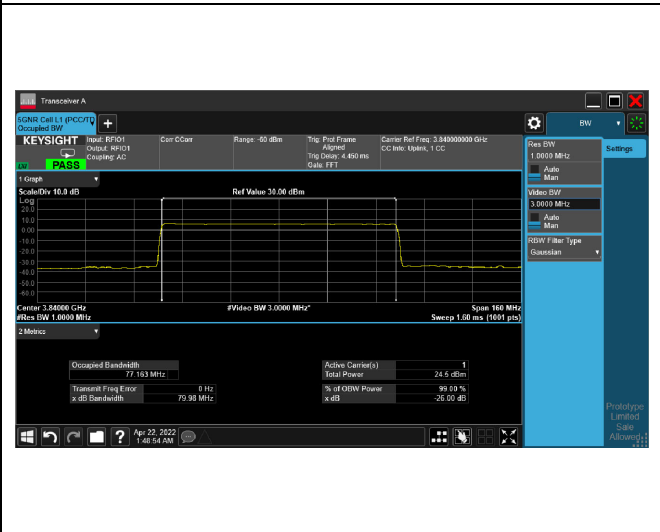 Transceiver A
5GNR Cell L1 (PCC/TD
Occupied BW
BW
KEYSIGHT
PASS
Input: RFIO1
Output: RFIO1
Coupling: AC
Corr CCorr
Range: -60 dBm
Trig: Prot Frame
Aligned
Trig Delay: 4.450 ms
Gate: FFT
Carrier Ref Freq: 3.840000000 GHz
CC Info: Uplink, 1 CC
Res BW
1.0000 MHz
Auto
Man
Settings
Video BW
3.0000 MHz
Auto
Man
RBW Filter Type
Gaussian
1 Graph
Scale/Div 10.0 dB
Ref Value 30.00 dBm
Log
20.0
10.0
0.00
-10.0
-20.0
-30.0
-40.0
-50.0
-60.0
Center 3.84000 GHz
#Video BW 3.0000 MHz*
Span 160 MHz
#Res BW 1.0000 MHz
Sweep 1.60 ms (1001 pts)
2 Metrics
Occupied Bandwidth
77.163 MHz
Active Carrier(s) 1
Total Power 24.5 dBm
Transmit Freq Error 0 Hz
x dB Bandwidth 79.98 MHz
% of OBW Power 99.00 %
x dB -26.00 dB
Prototype
Limited
Sale
Allowed
Apr 22, 2022
1:48:54 AM